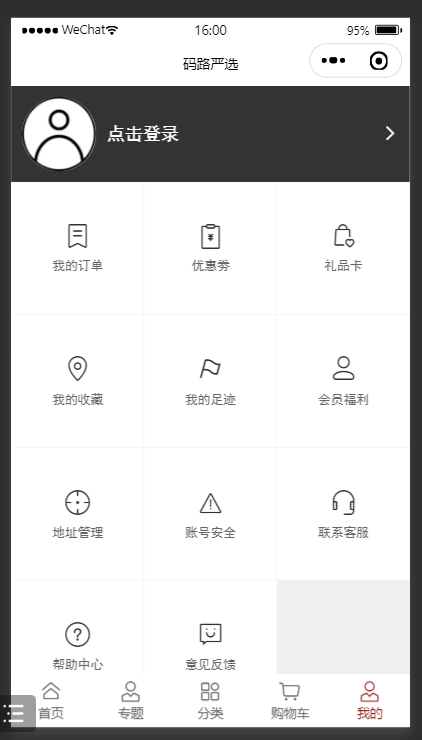 WeChat 16:00 95%
码路严选
点击登录
我的订单 优惠劵 礼品卡
我的收藏 我的足迹 会员福利
地址管理 账号安全 联系客服
帮助中心 意见反馈
首页 专题 分类 购物车 我的